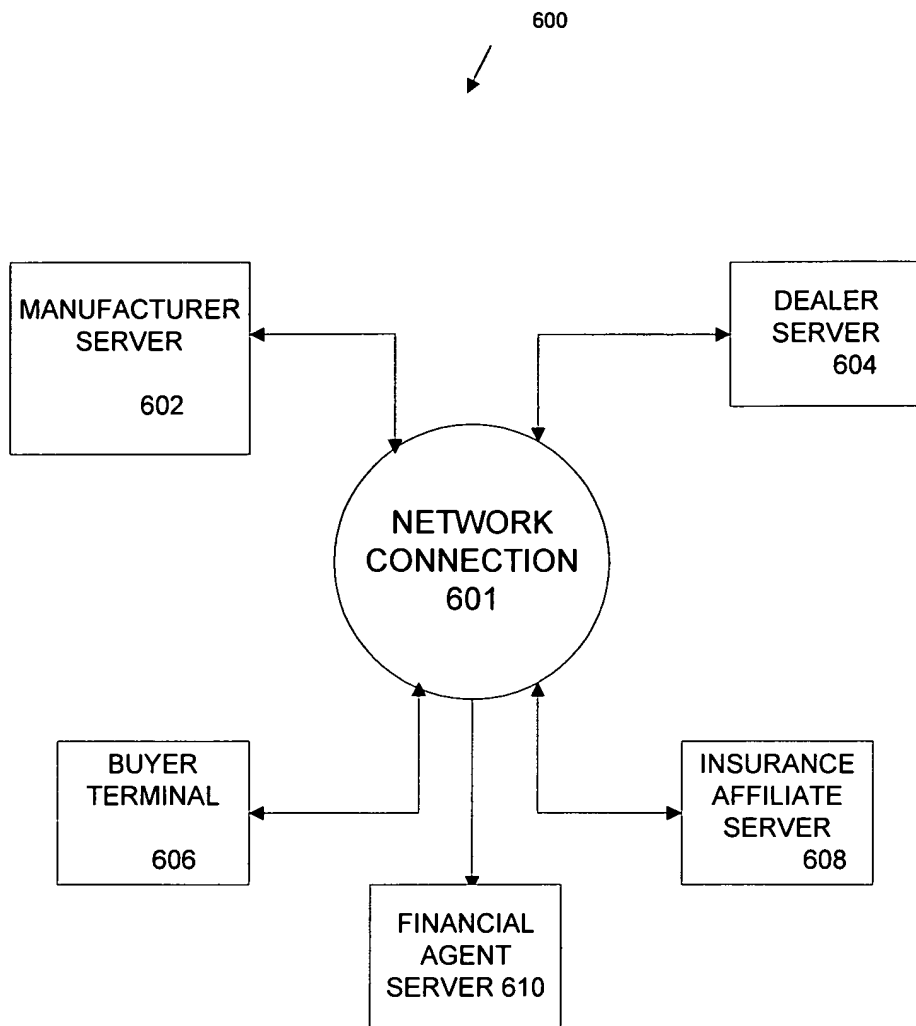 600
MANUFACTURER
SERVER
602
DEALER
SERVER
604
NETWORK
CONNECTION
601
BUYER
TERMINAL
606
INSURANCE
AFFILIATE
SERVER
608
FINANCIAL
AGENT
SERVER 610